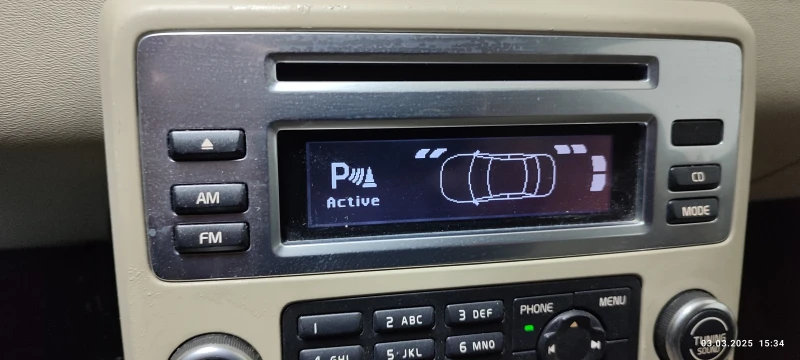 P
Active
AM
FM
CD
MODE
1
2 ABC
3 DEF
PHONE
MENU
4 GHI
5 JKL
6 MNO
TUNING
SOUND
03.03.2025 15:34